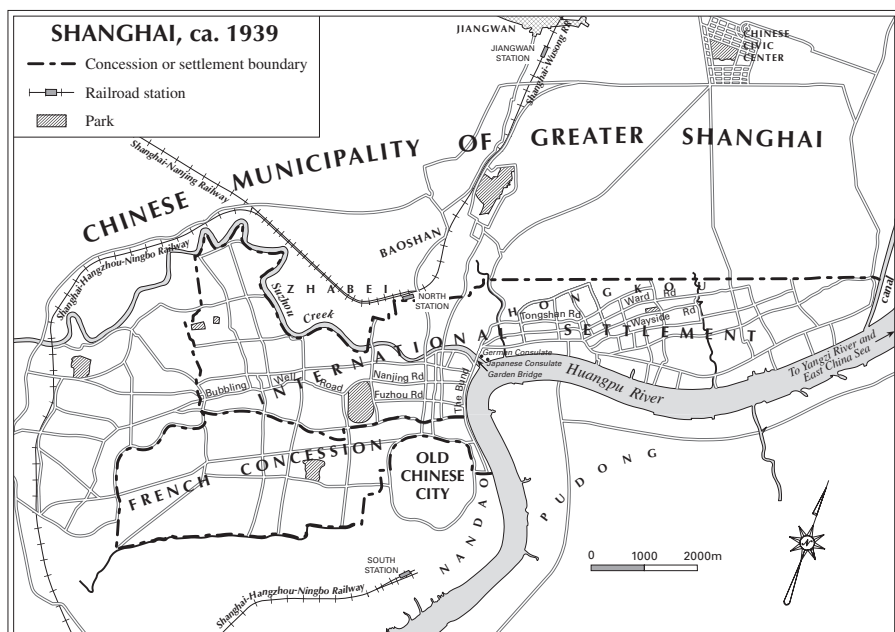 SHANGHAI, ca. 1939
Concession or settlement boundary
Railroad station
Park
JIANGWAN
JIANGWAN
STATION
Shanghai-Wusong RR
CHINESE
CIVIC
CENTER
CHINESE MUNICIPALITY OF GREATER SHANGHAI
Shanghai-Nanjing Railway
Shanghai-Hangzhou-Ningbo Railway
BAOSHAN
ZHABEI
NORTH
STATION
Suzhou
Creek
HONGKOU
Ward Rd
Tongshan Rd
Wayside Rd
INTERNATIONAL SETTLEMENT
canal
German Consulate
Japanese Consulate
Garden Bridge
Huangpu River
To Yangzi River and
East China Sea
Bubbling Well Road
Nanjing Rd
Fuzhou Rd
The Bund
FRENCH CONCESSION
OLD
CHINESE
CITY
NANDAO
PUDONG
SOUTH
STATION
Shanghai-Hangzhou-Ningbo Railway
N
0 1000 2000m